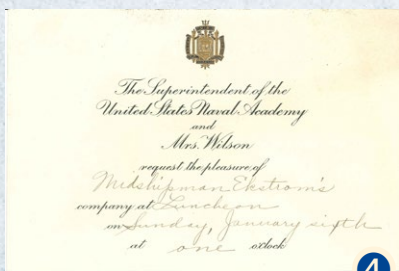 The Superintendent of the
United States Naval Academy
and
Mrs. Wilson
request the pleasure of
Midshipman Ekstrom's
company at Luncheon
on Sunday, January sixth
at one o'clock
4